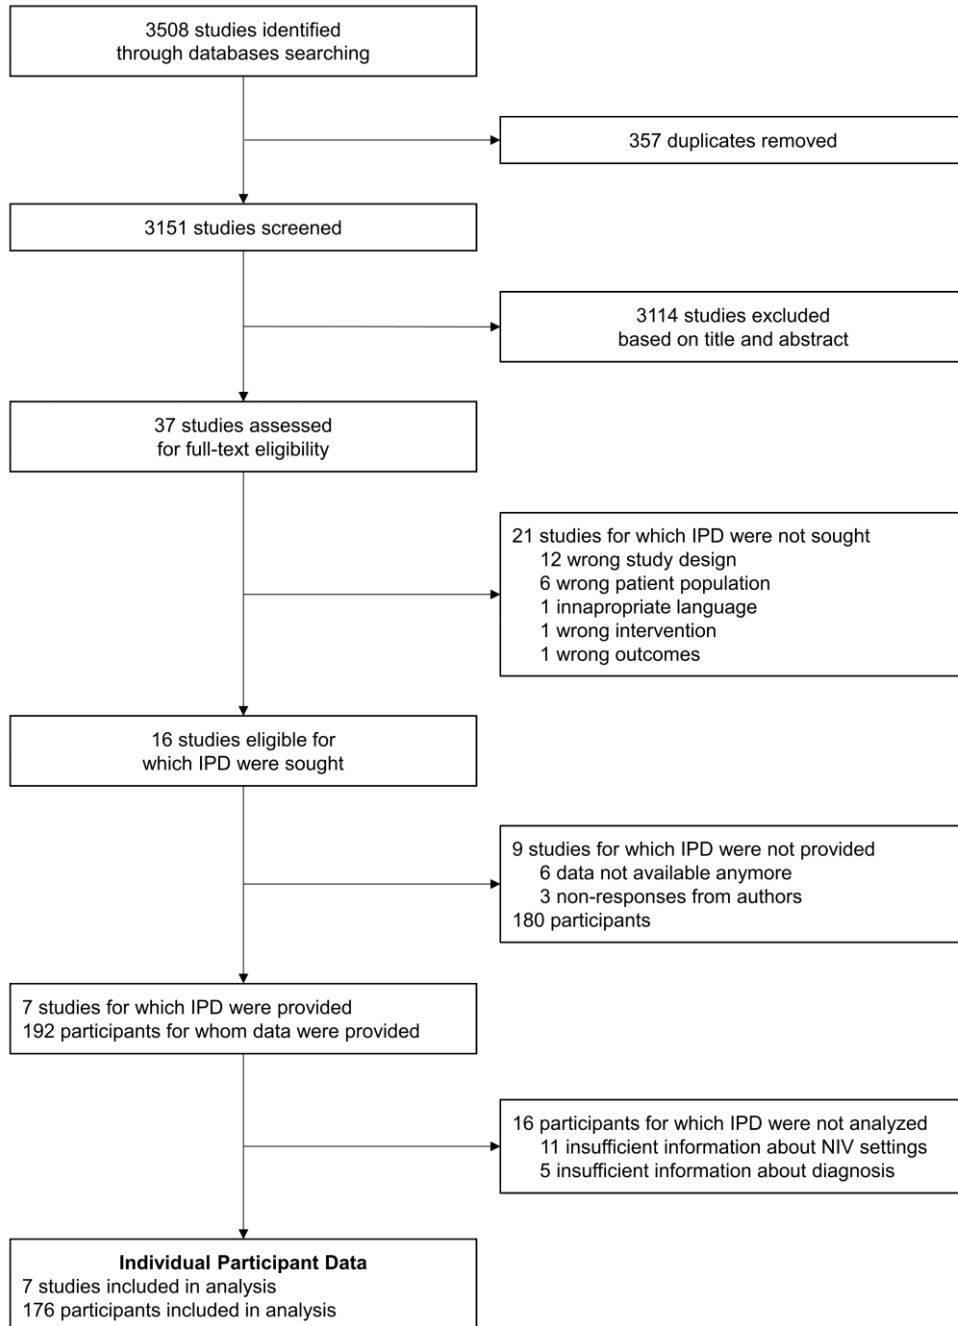 3508 studies identified
through databases searching
357 duplicates removed
3151 studies screened
3114 studies excluded
based on title and abstract
37 studies assessed
for full-text eligibility
21 studies for which IPD were not sought
12 wrong study design
6 wrong patient population
1 innapropriate language
1 wrong intervention
1 wrong outcomes
16 studies eligible for
which IPD were sought
9 studies for which IPD were not provided
6 data not available anymore
3 non-responses from authors
180 participants
7 studies for which IPD were provided
192 participants for whom data were provided
16 participants for which IPD were not analyzed
11 insufficient information about NIV settings
5 insufficient information about diagnosis
Individual Participant Data
7 studies included in analysis
176 participants included in analysis